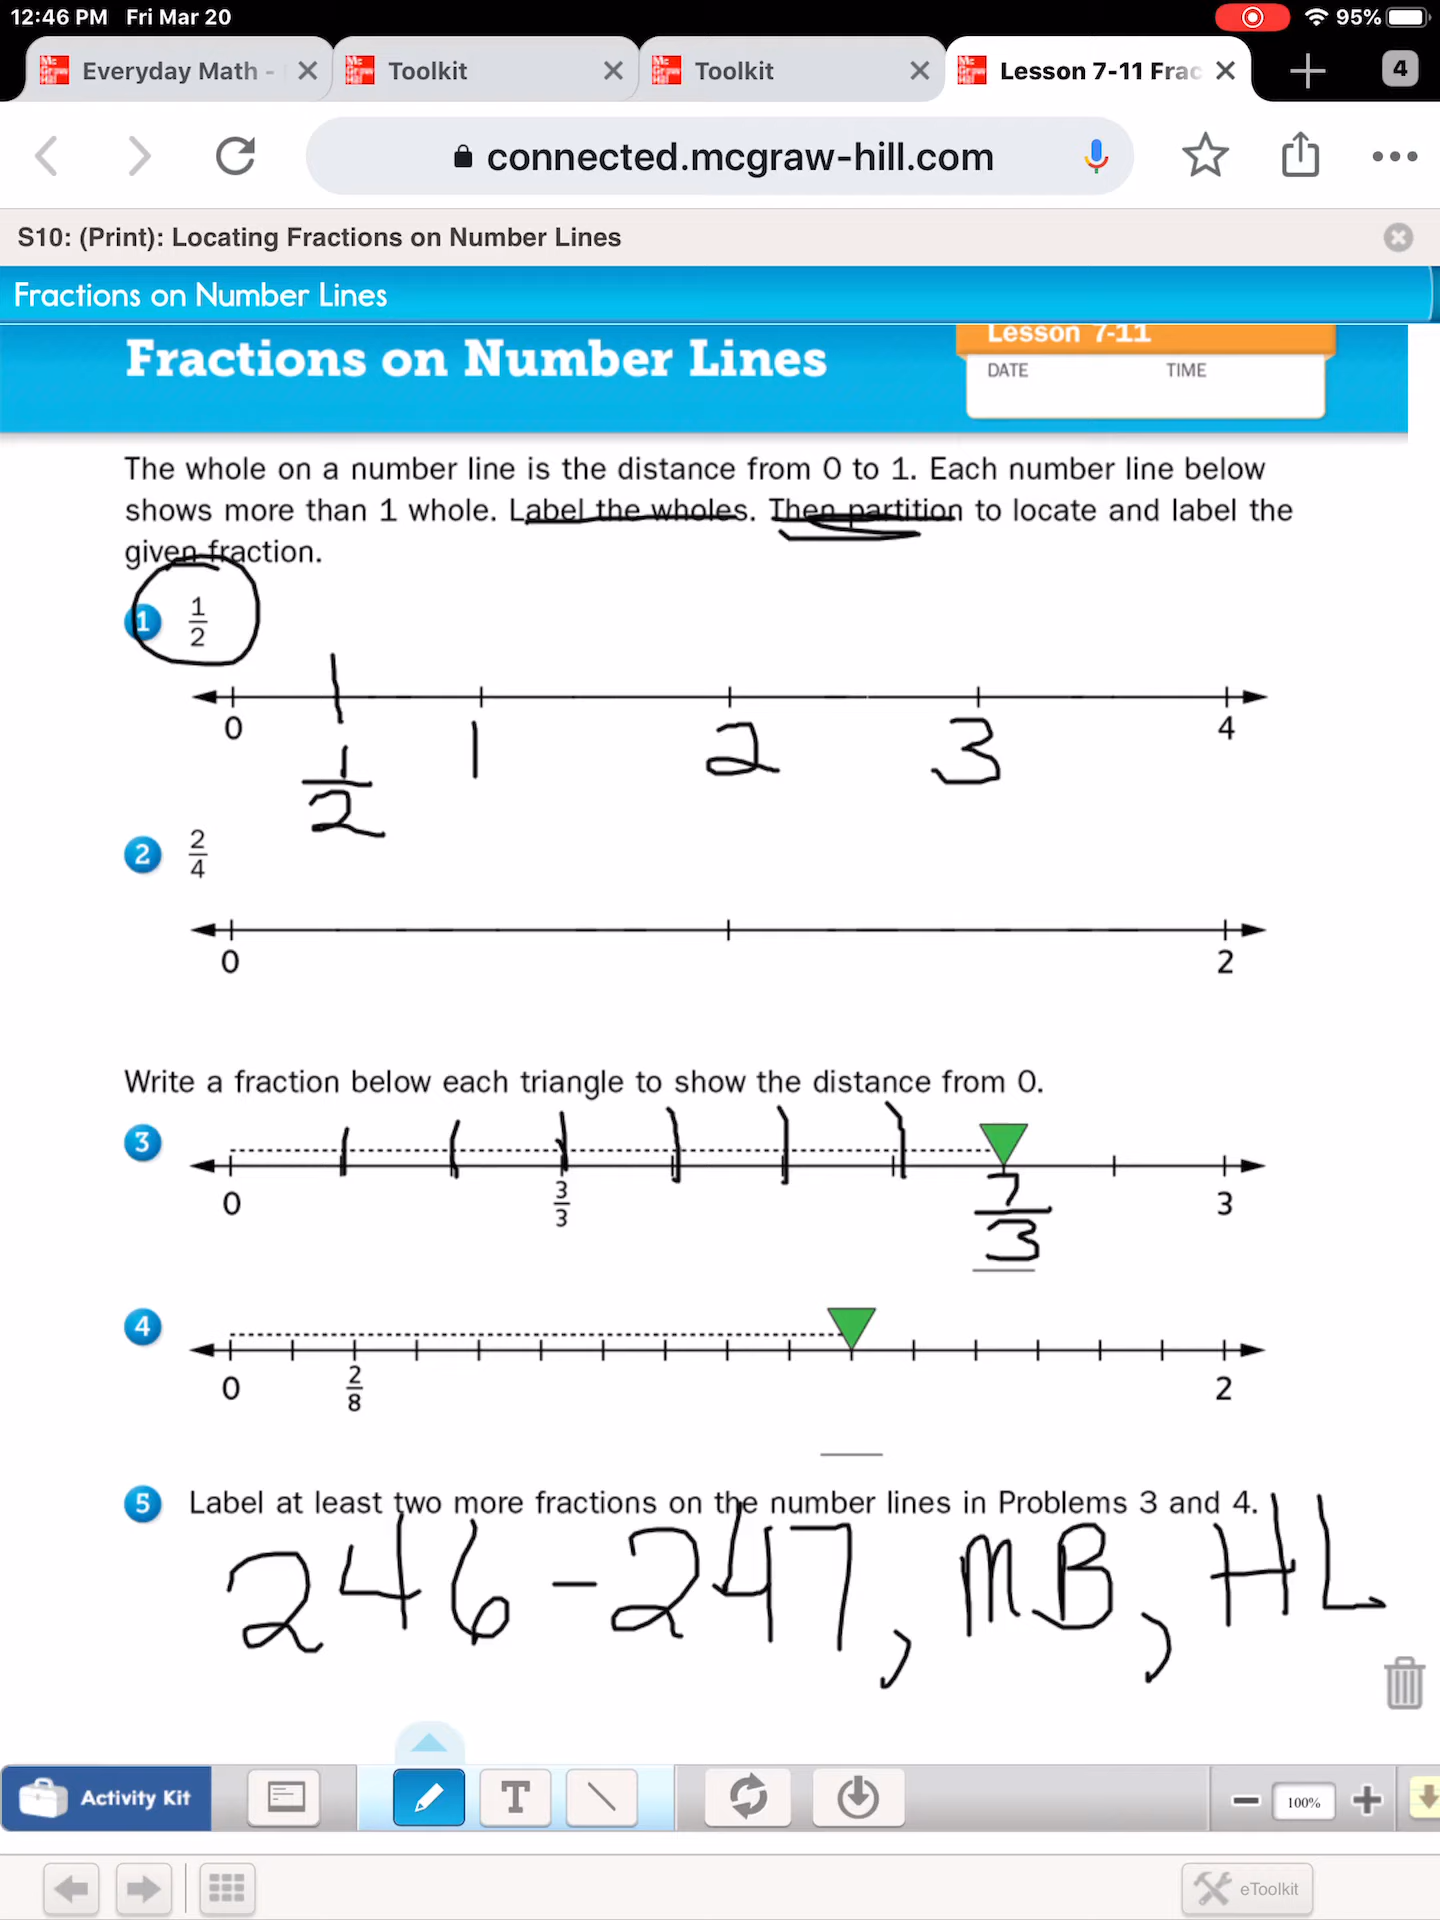 12:46 PM Fri Mar 20 95%
Everyday Math - Toolkit Toolkit Lesson 7-11 Frac 4
connected.mcgraw-hill.com
S10: (Print): Locating Fractions on Number Lines
Fractions on Number Lines
Fractions on Number Lines
Lesson 7-11
DATE TIME
The whole on a number line is the distance from 0 to 1. Each number line below
shows more than 1 whole. Label the wholes. Then partition to locate and label the
given fraction.
1 1/2
0 1/2 1 2 3 4
2 2/4
0 2
Write a fraction below each triangle to show the distance from 0.
3
0 3/3 7/3 3
4
0 2/8 2
5 Label at least two more fractions on the number lines in Problems 3 and 4.
246-247, MB, HL
Activity Kit T 100%
eToolkit